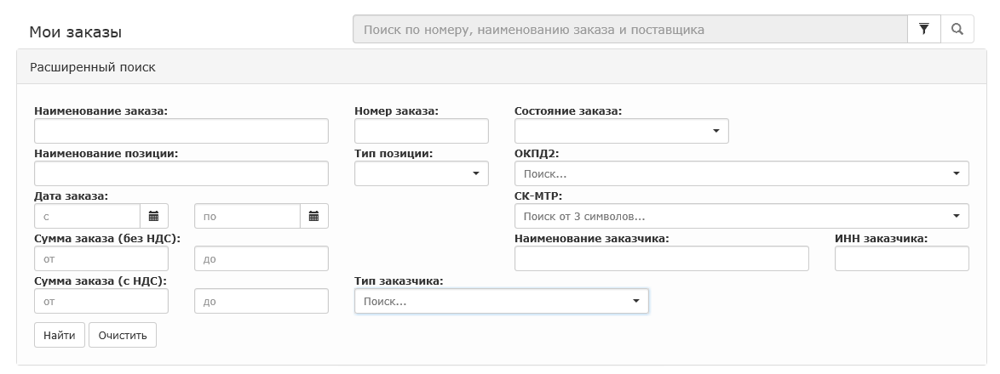 Мои заказы
Поиск по номеру, наименованию заказа и поставщика
Расширенный поиск
Наименование заказа: Номер заказа: Состояние заказа:
Наименование позиции: Тип позиции: ОКПД2:
Поиск...
Дата заказа: СК-МТР:
с по Поиск от 3 символов...
Сумма заказа (без НДС): Наименование заказчика: ИНН заказчика:
от до
Сумма заказа (с НДС): Тип заказчика:
от до Поиск...
Найти Очистить